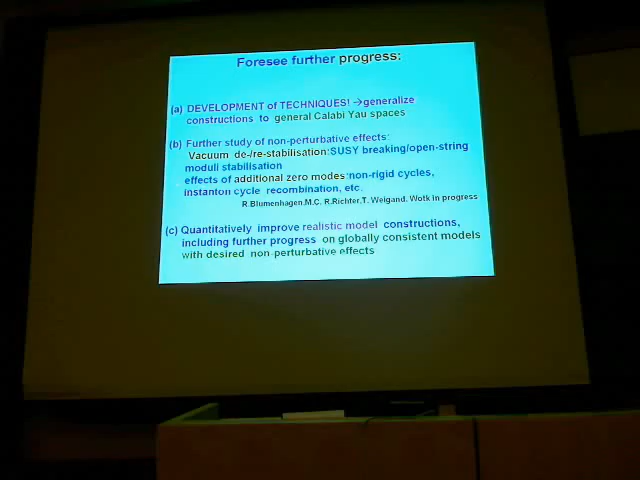 Foresee further progress:
(a) DEVELOPMENT of TECHNIQUES! →generalize
constructions to general Calabi Yau spaces
(b) Further study of non-perturbative effects:
Vacuum de-/re-stabilisation:SUSY breaking/open-string
moduli stabilisation
effects of additional zero modes:non-rigid cycles,
instanton cycle recombination, etc.
R.Blumenhagen,M.C. R.Richter,T. Weigand, Wotk in progress
(c) Quantitatively improve realistic model constructions,
including further progress on globally consistent models
with desired non-perturbative effects